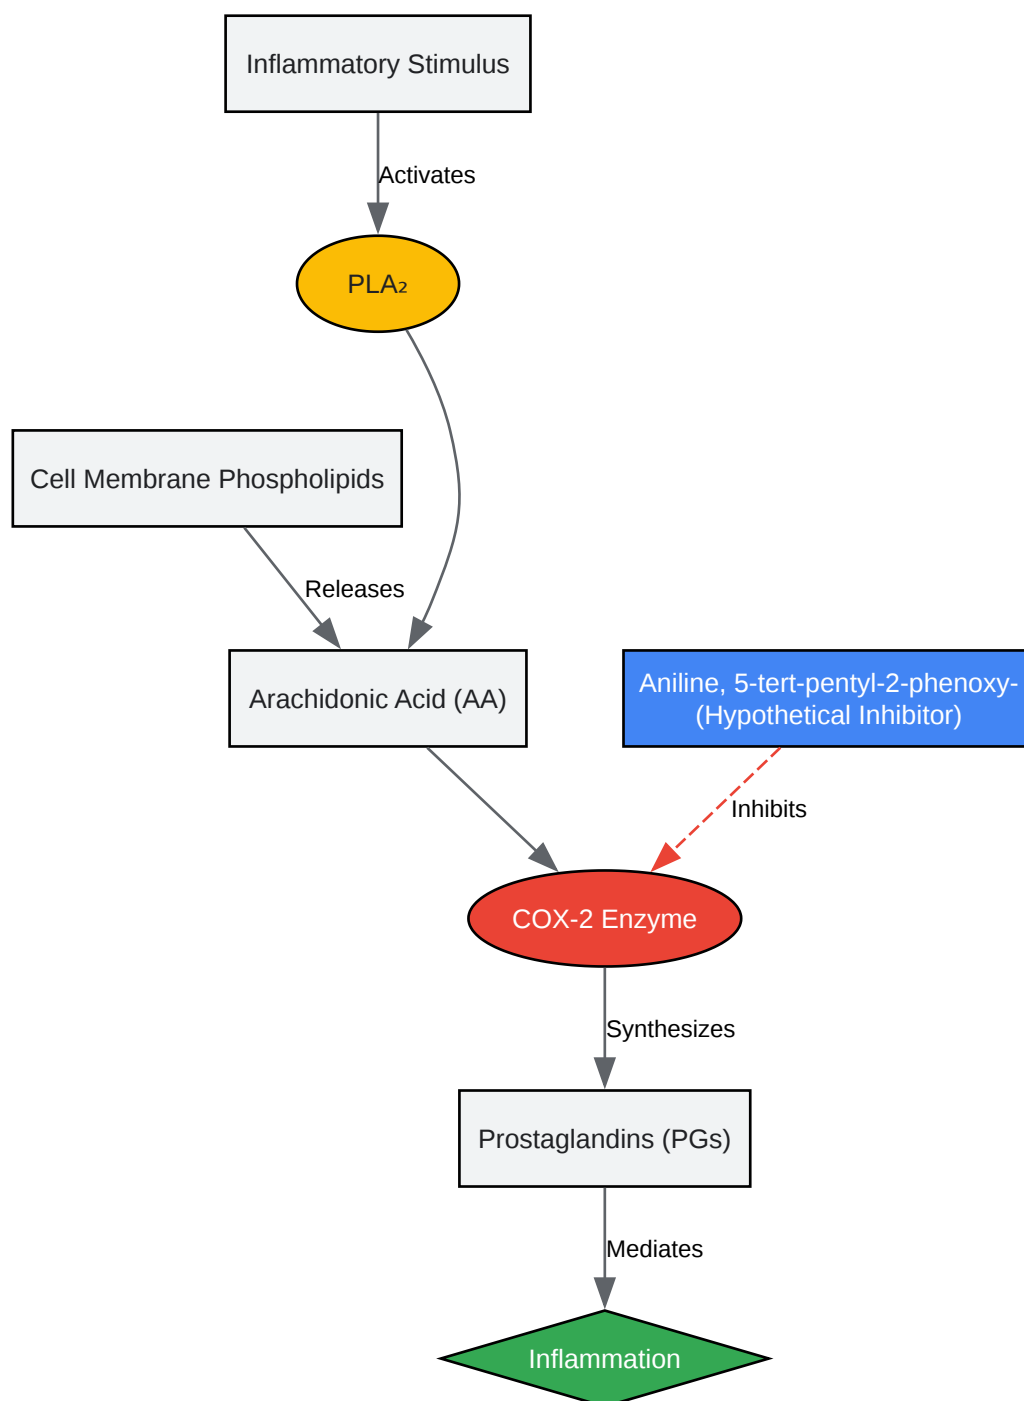 Inflammatory Stimulus
Activates
PLA₂
Cell Membrane Phospholipids
Releases
Arachidonic Acid (AA)
Aniline, 5-tert-pentyl-2-phenoxy-
(Hypothetical Inhibitor)
Inhibits
COX-2 Enzyme
Synthesizes
Prostaglandins (PGs)
Mediates
Inflammation